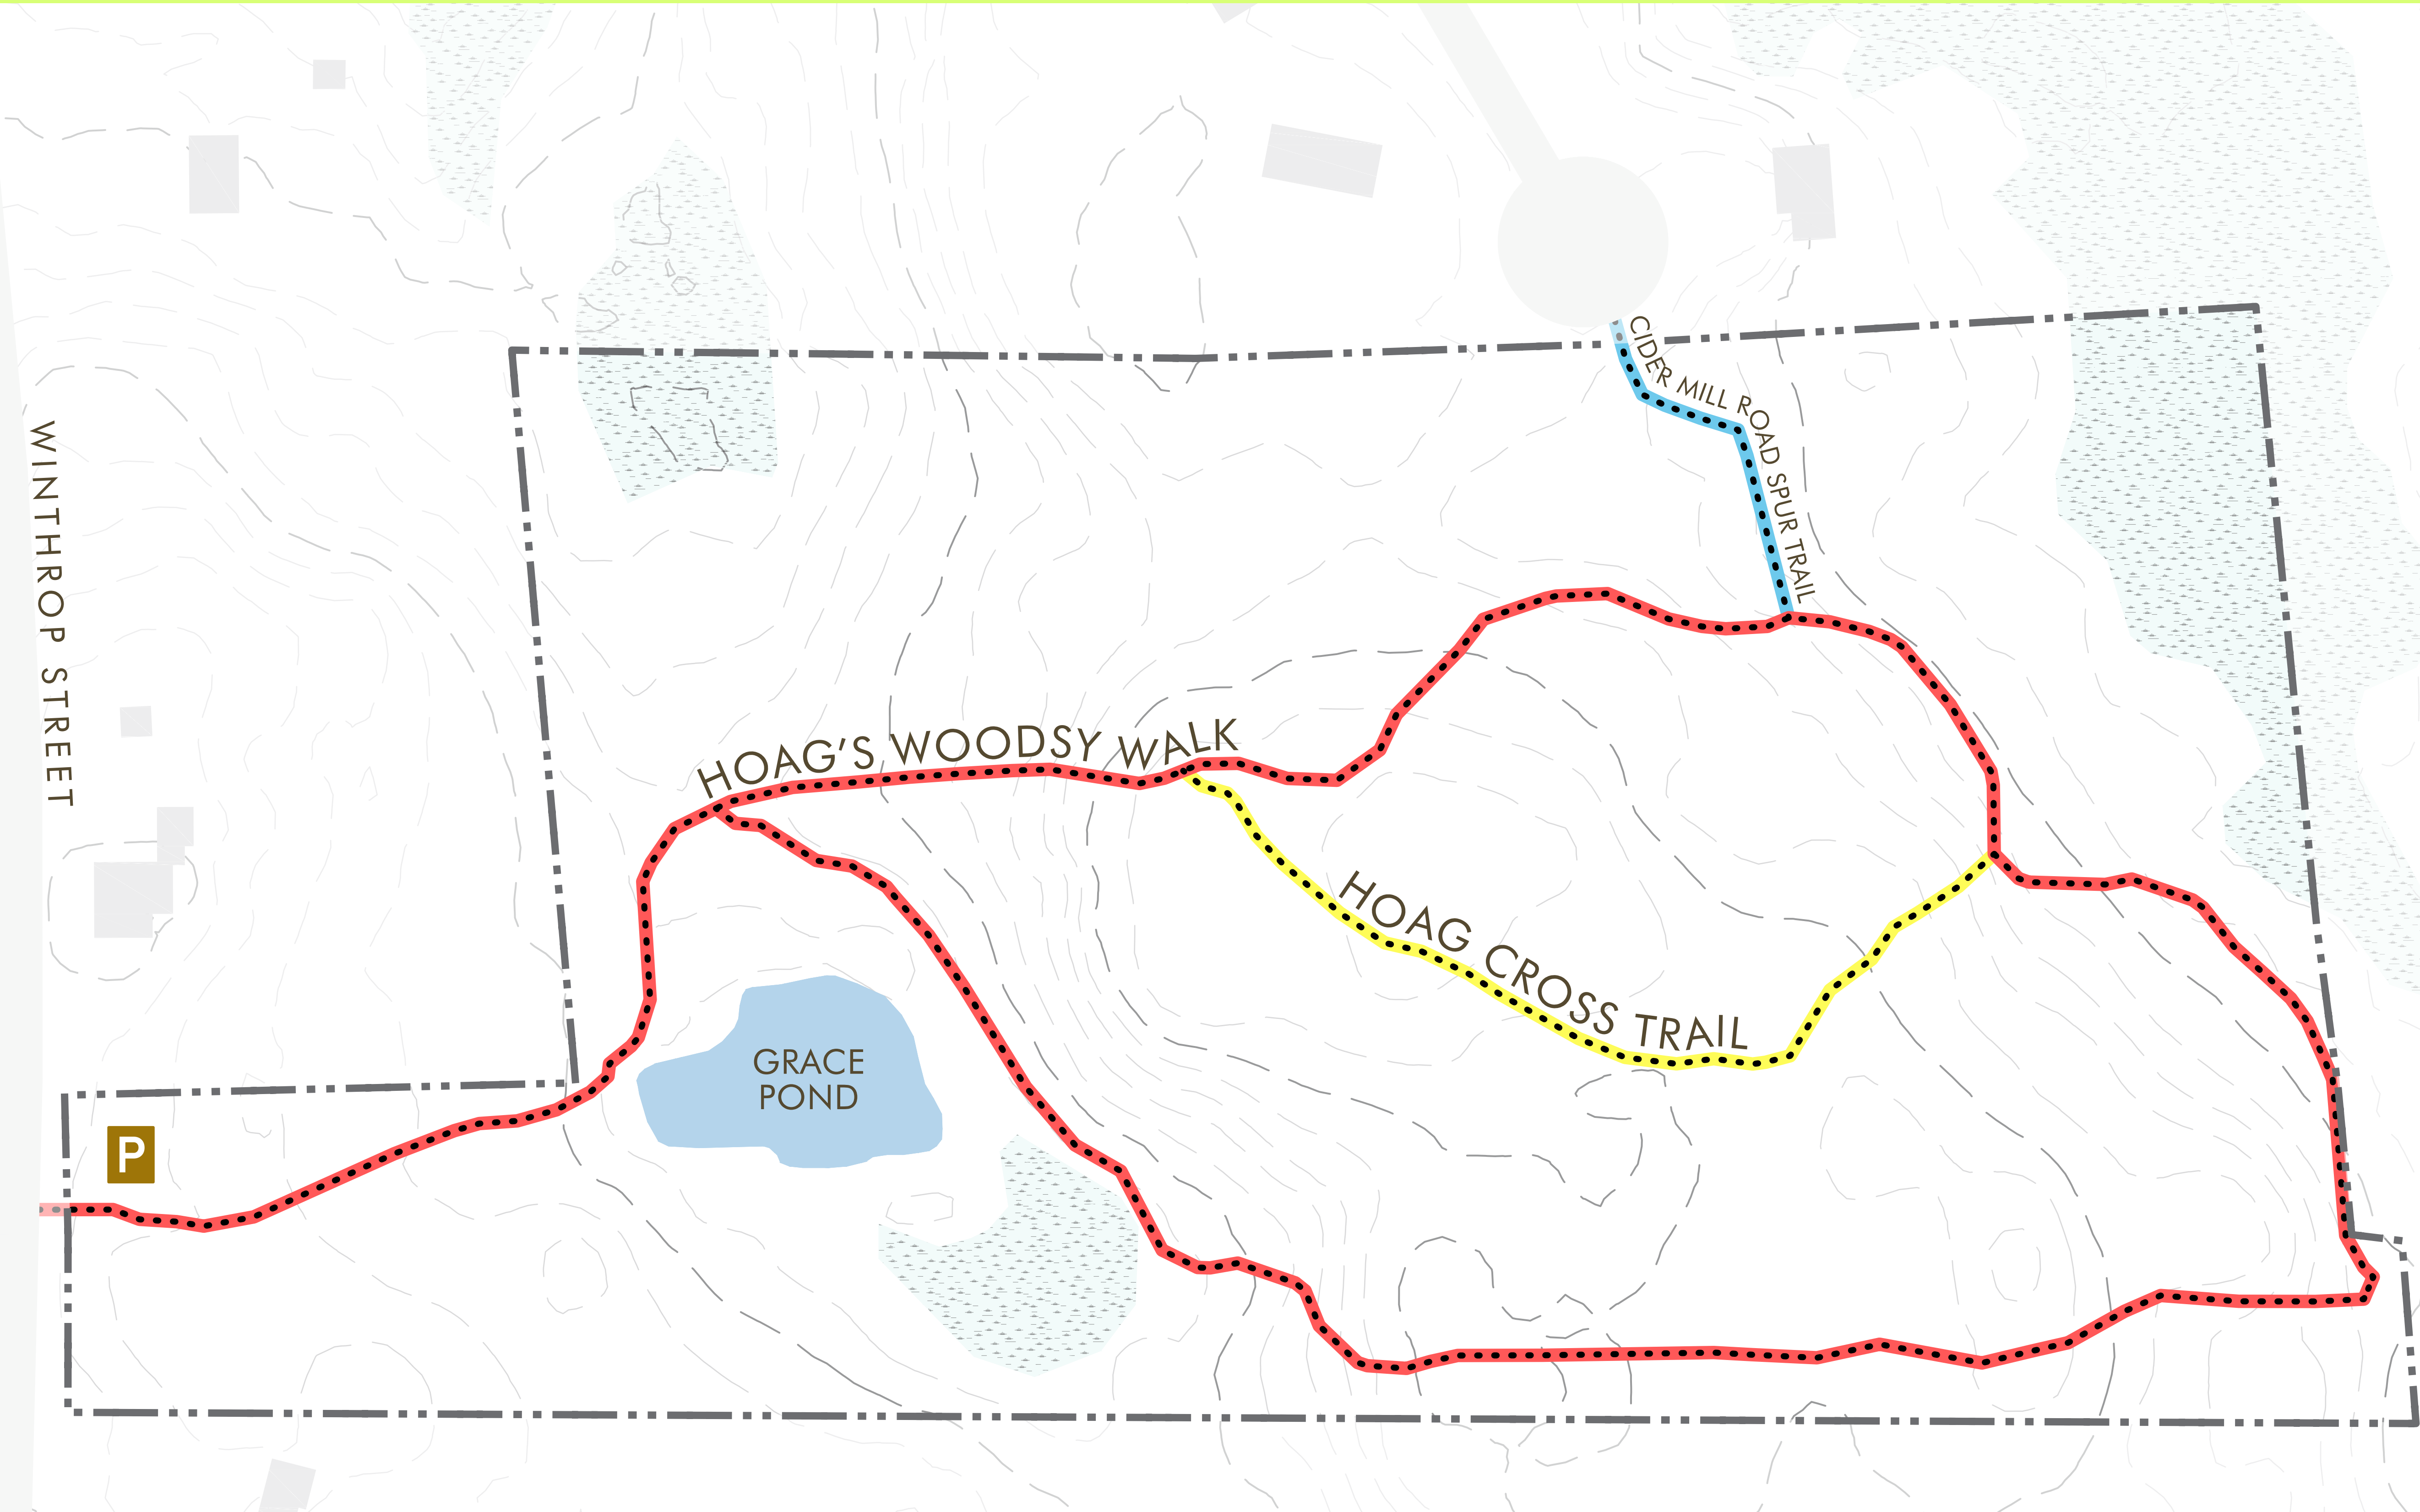 CIDER MILL ROAD SPUR TRAIL
WINTHROP STREET
HOAG'S WOODSY WALK
HOAG CROSS TRAIL
GRACE
POND
P